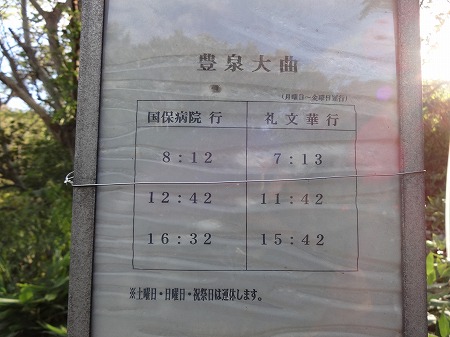 豊泉大曲
(月曜日～金曜日運行)
国保病院 行 礼文華行
8:12 7:13
12:42 11:42
16:32 15:42
※土曜日・日曜日・祝祭日は運休します。